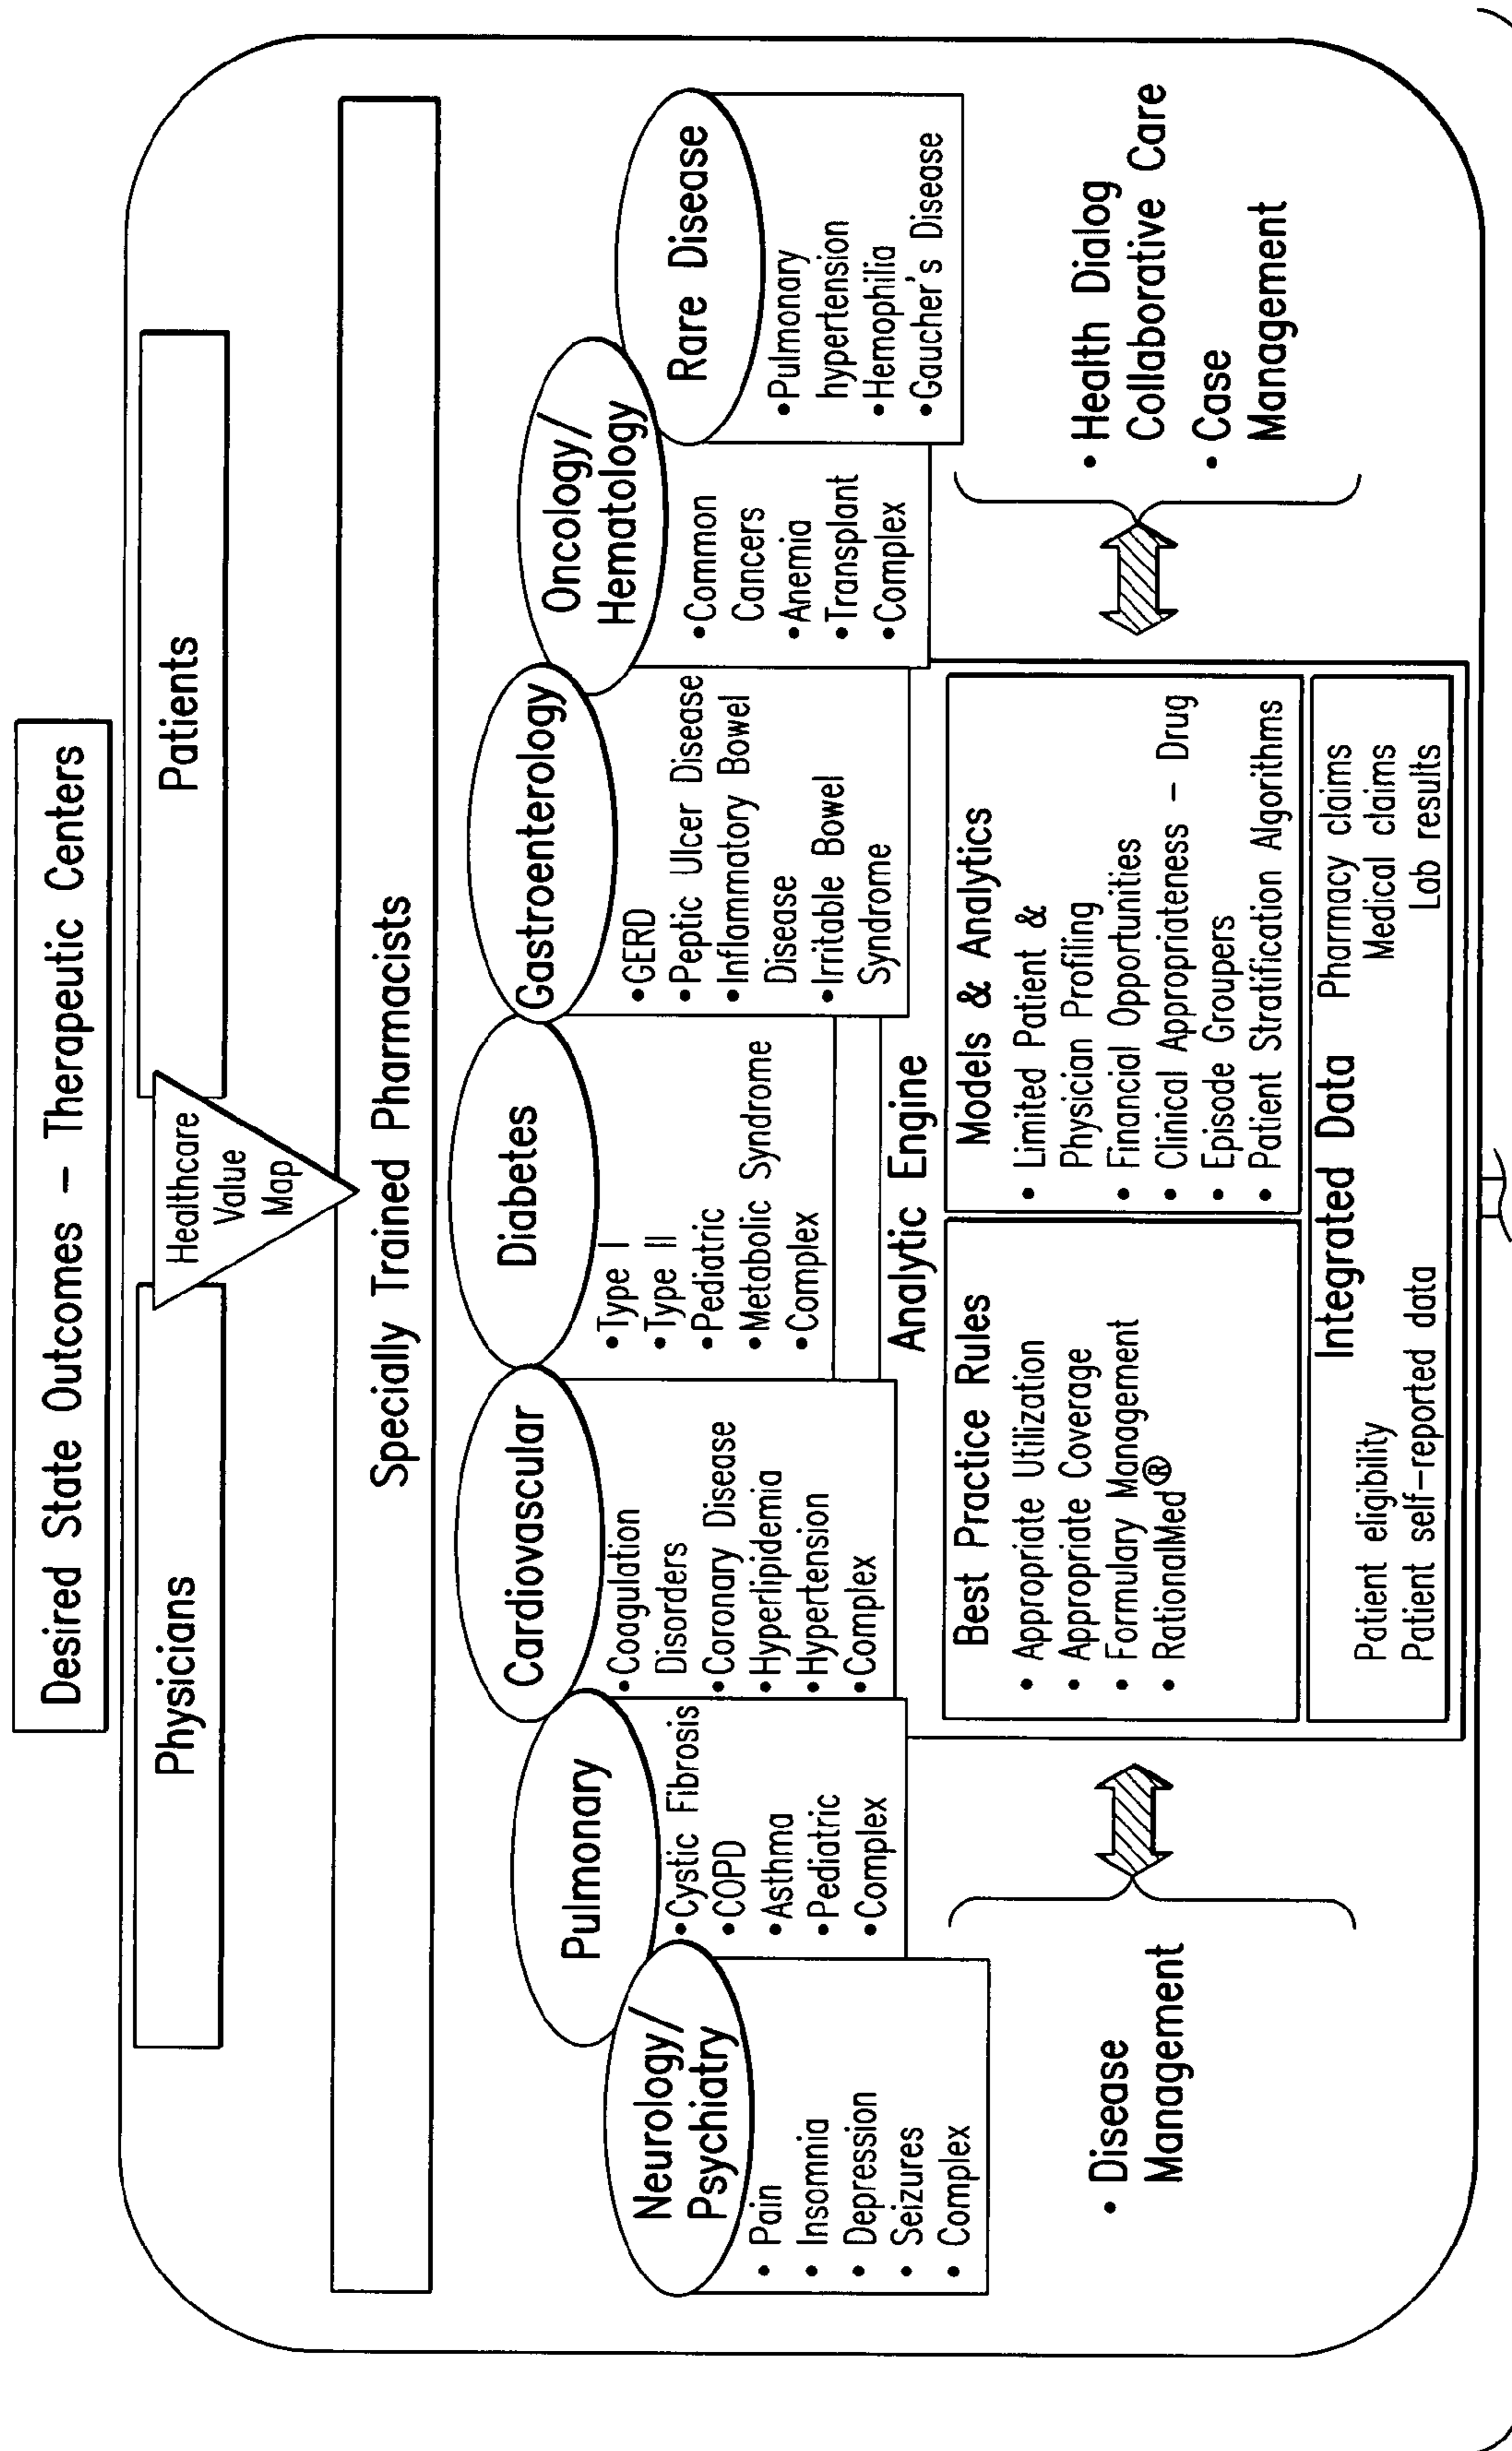 Desired State Outcomes – Therapeutic Centers
Physicians
Patients
Healthcare
Value
Map
Specially Trained Pharmacists
Neurology/
Psychiatry
• Pain
• Insomnia
• Depression
• Seizures
• Complex
Pulmonary
•Cystic Fibrosis
•COPD
•Asthma
•Pediatric
•Complex
Cardiovascular
•Coagulation
Disorders
•Coronary Disease
•Hyperlipidemia
•Hypertension
•Complex
Diabetes
•Type I
•Type II
•Pediatric
•Metabolic Syndrome
•Complex
Gastroenterology
•GERD
•Peptic Ulcer Disease
•Inflammatory Bowel
Disease
•Irritable Bowel
Syndrome
Oncology/
Hematology
•Common
Cancers
•Anemia
•Transplant
•Complex
Rare Disease
•Pulmonary
hypertension
•Hemophilia
•Gaucher's Disease
Analytic Engine
Best Practice Rules
• Appropriate Utilization
• Appropriate Coverage
• Formulary Management
• RationalMed®
Models & Analytics
• Limited Patient &
Physician Profiling
• Financial Opportunities
• Clinical Appropriateness – Drug
• Episode Groupers
• Patient Stratification Algorithms
Integrated Data
Patient eligibility
Patient self–reported data
Pharmacy claims
Medical claims
Lab results
• Disease
Management
• Health Dialog
Collaborative Care
• Case
Management